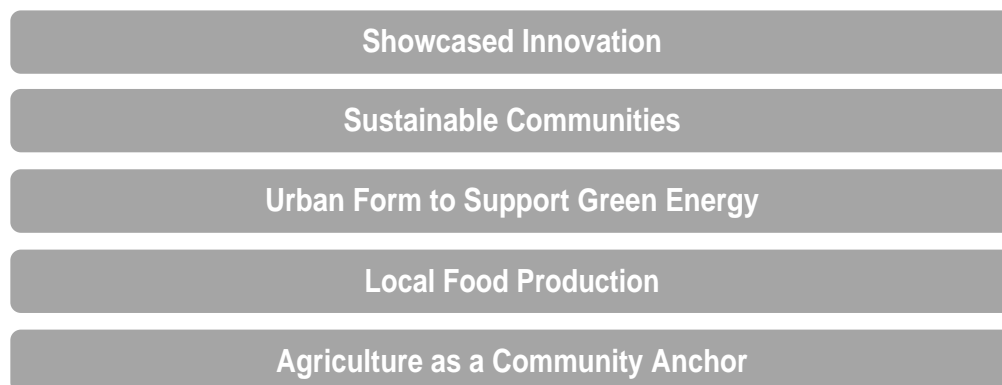 Showcased Innovation
Sustainable Communities
Urban Form to Support Green Energy
Local Food Production
Agriculture as a Community Anchor